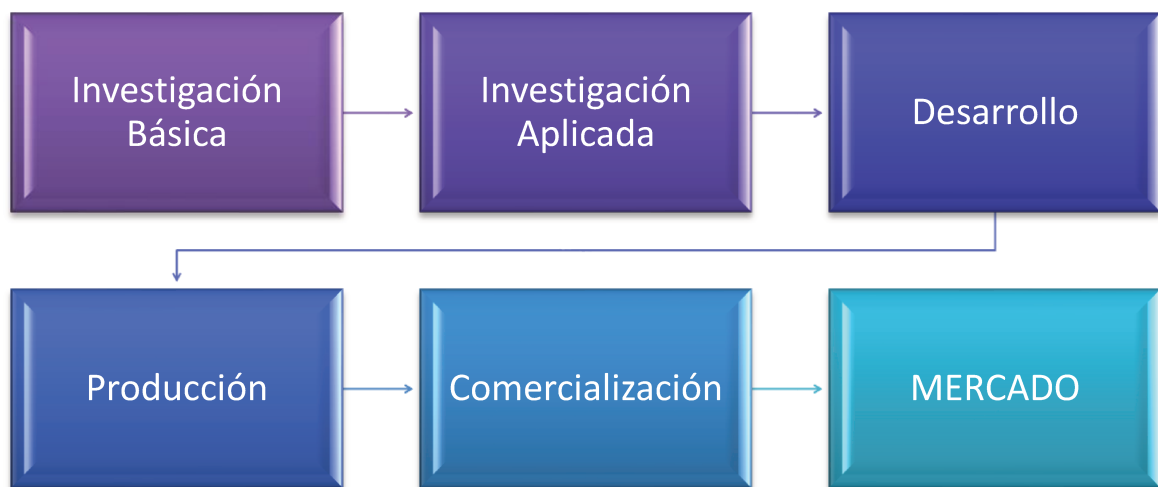 Investigación
Básica
Investigación
Aplicada
Desarrollo
Producción
Comercialización
MERCADO